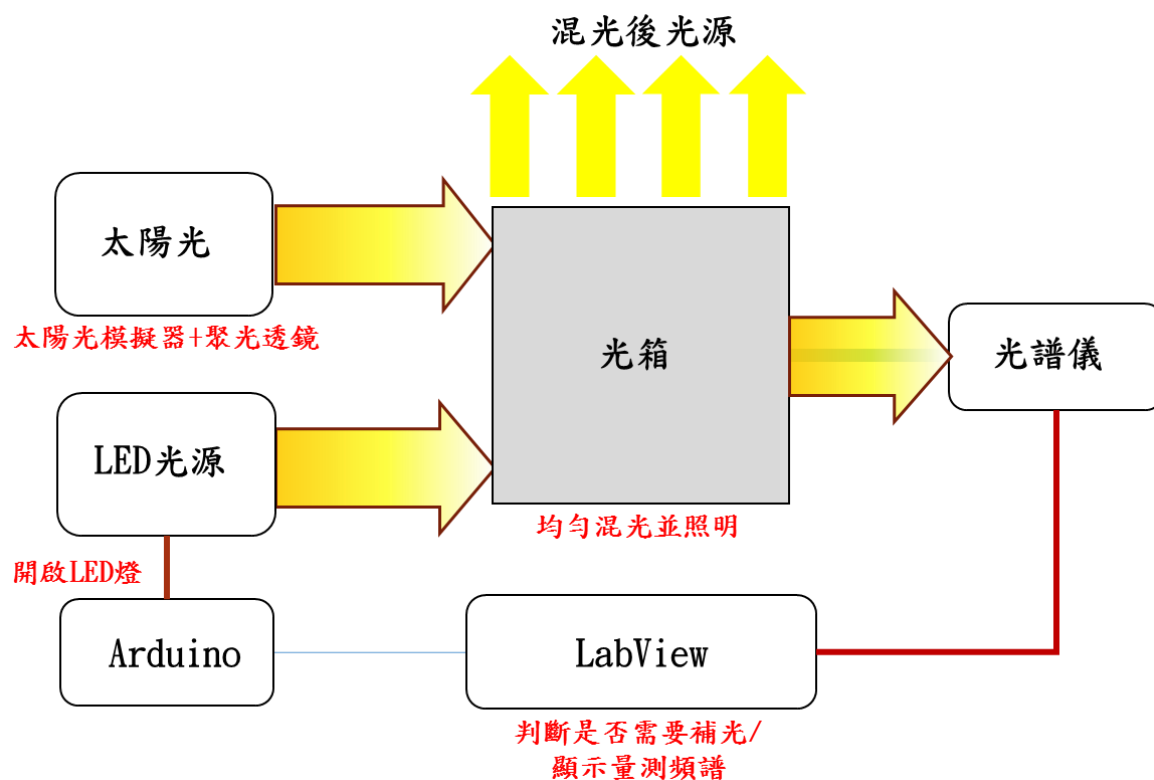 混光後光源
太陽光
太陽光模擬器+聚光透鏡
光箱
光譜儀
LED光源
均勻混光並照明
開啟LED燈
Arduino
LabView
判斷是否需要補光/
顯示量測頻譜